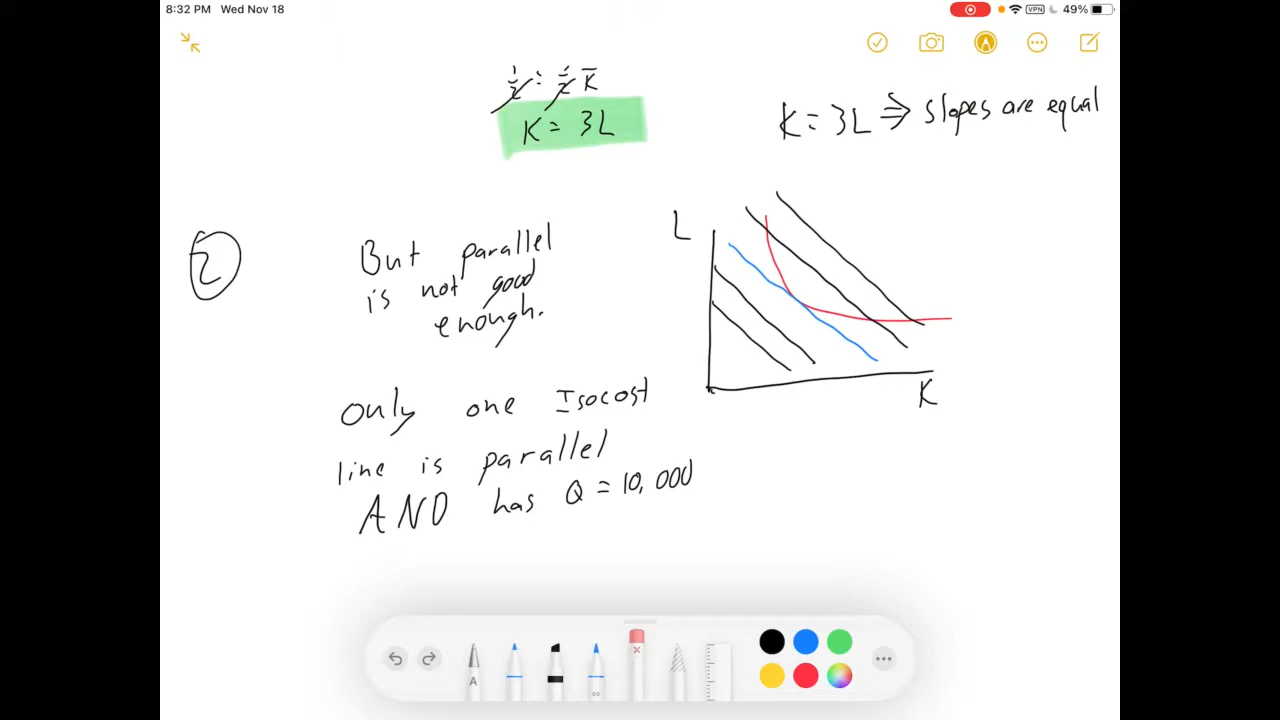 8:32 PM Wed Nov 18
VPN 49%
K = 3L
K = 3L ⇒ slopes are equal
2
But parallel
is not good
enough.
L
K
Only one Isocost
line is parallel
AND has Q = 10,000
A